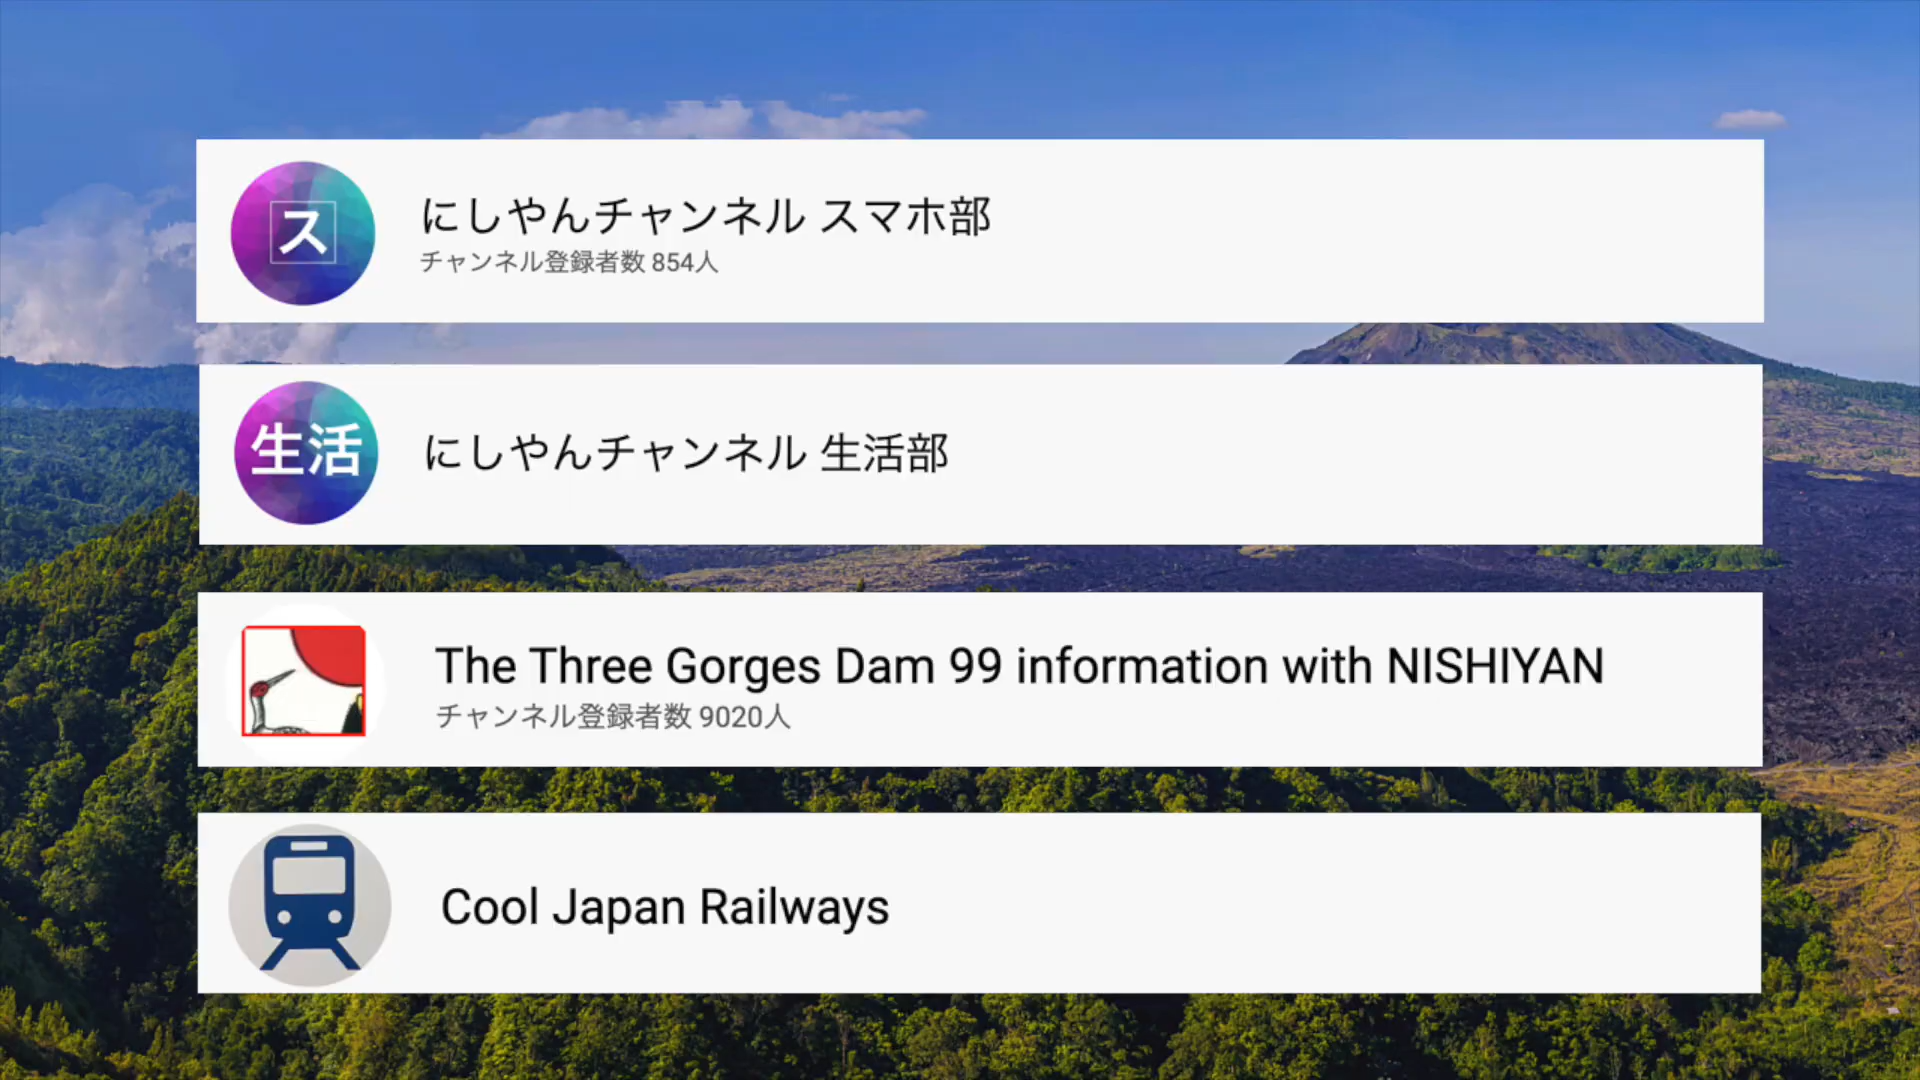 ス
にしやんチャンネル スマホ部
チャンネル登録者数 854人
生活
にしやんチャンネル 生活部
The Three Gorges Dam 99 information with NISHIYAN
チャンネル登録者数 9020人
Cool Japan Railways